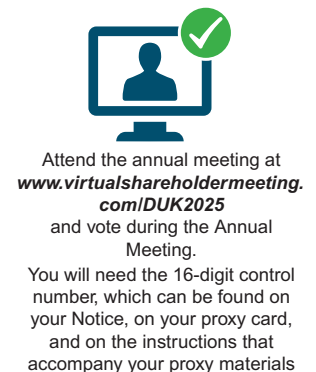 Attend the annual meeting at
www.virtualshareholdermeeting.
com/DUK2025
and vote during the Annual
Meeting.
You will need the 16-digit control
number, which can be found on
your Notice, on your proxy card,
and on the instructions that
accompany your proxy materials